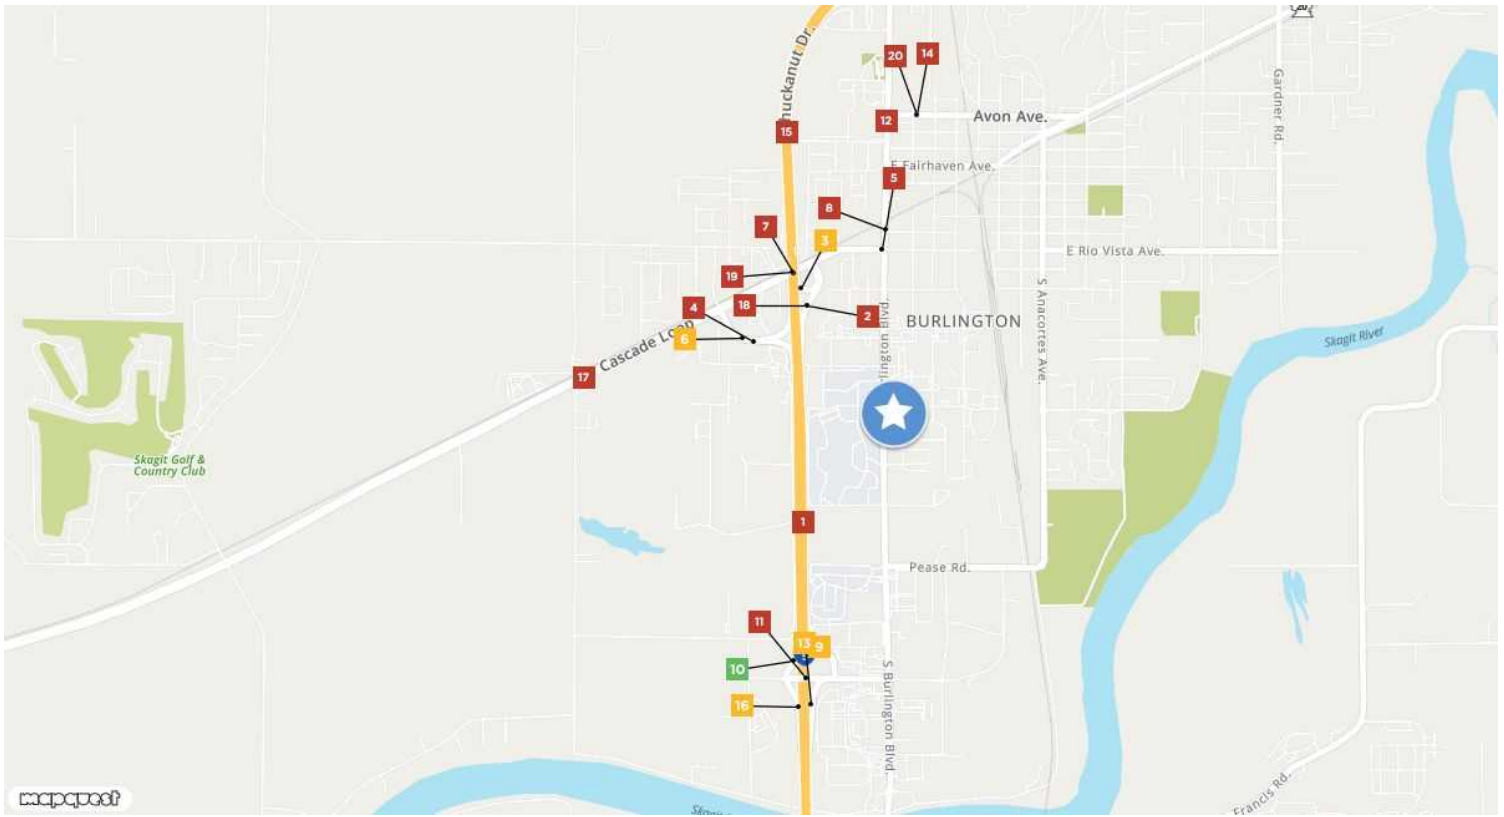 huckanut Dr.
20
14
15
12
Avon Ave.
Gardner Rd.
E Fairhaven Ave.
5
8
7
3
E Rio Vista Ave.
19
4
18
2
BURLINGTON
S Anacortes Ave.
6
Cascade Loop
17
Skagit River
Skagit Golf &
Country Club
1
Pease Rd.
11
13
9
10
16
S Burlington Blvd.
Francis Rd.
mapquest